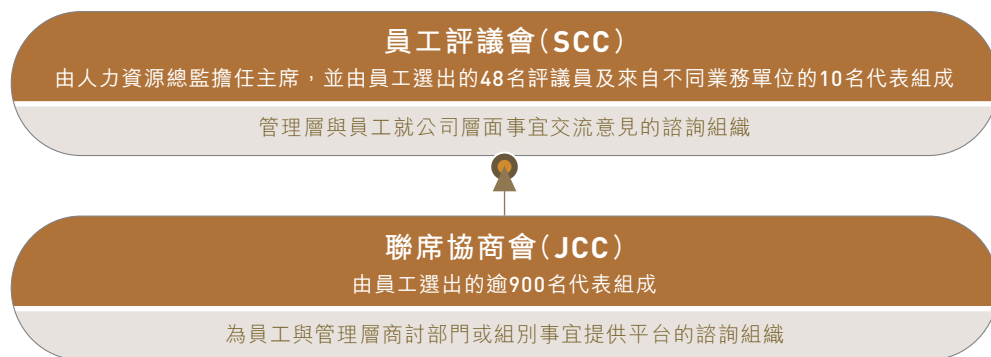 員工評議會(SCC)
由人力資源總監擔任主席，並由員工選出的48名評議員及來自不同業務單位的10名代表組成
管理層與員工就公司層面事宜交流意見的諮詢組織
聯席協商會(JCC)
由員工選出的逾900名代表組成
為員工與管理層商討部門或組別事宜提供平台的諮詢組織